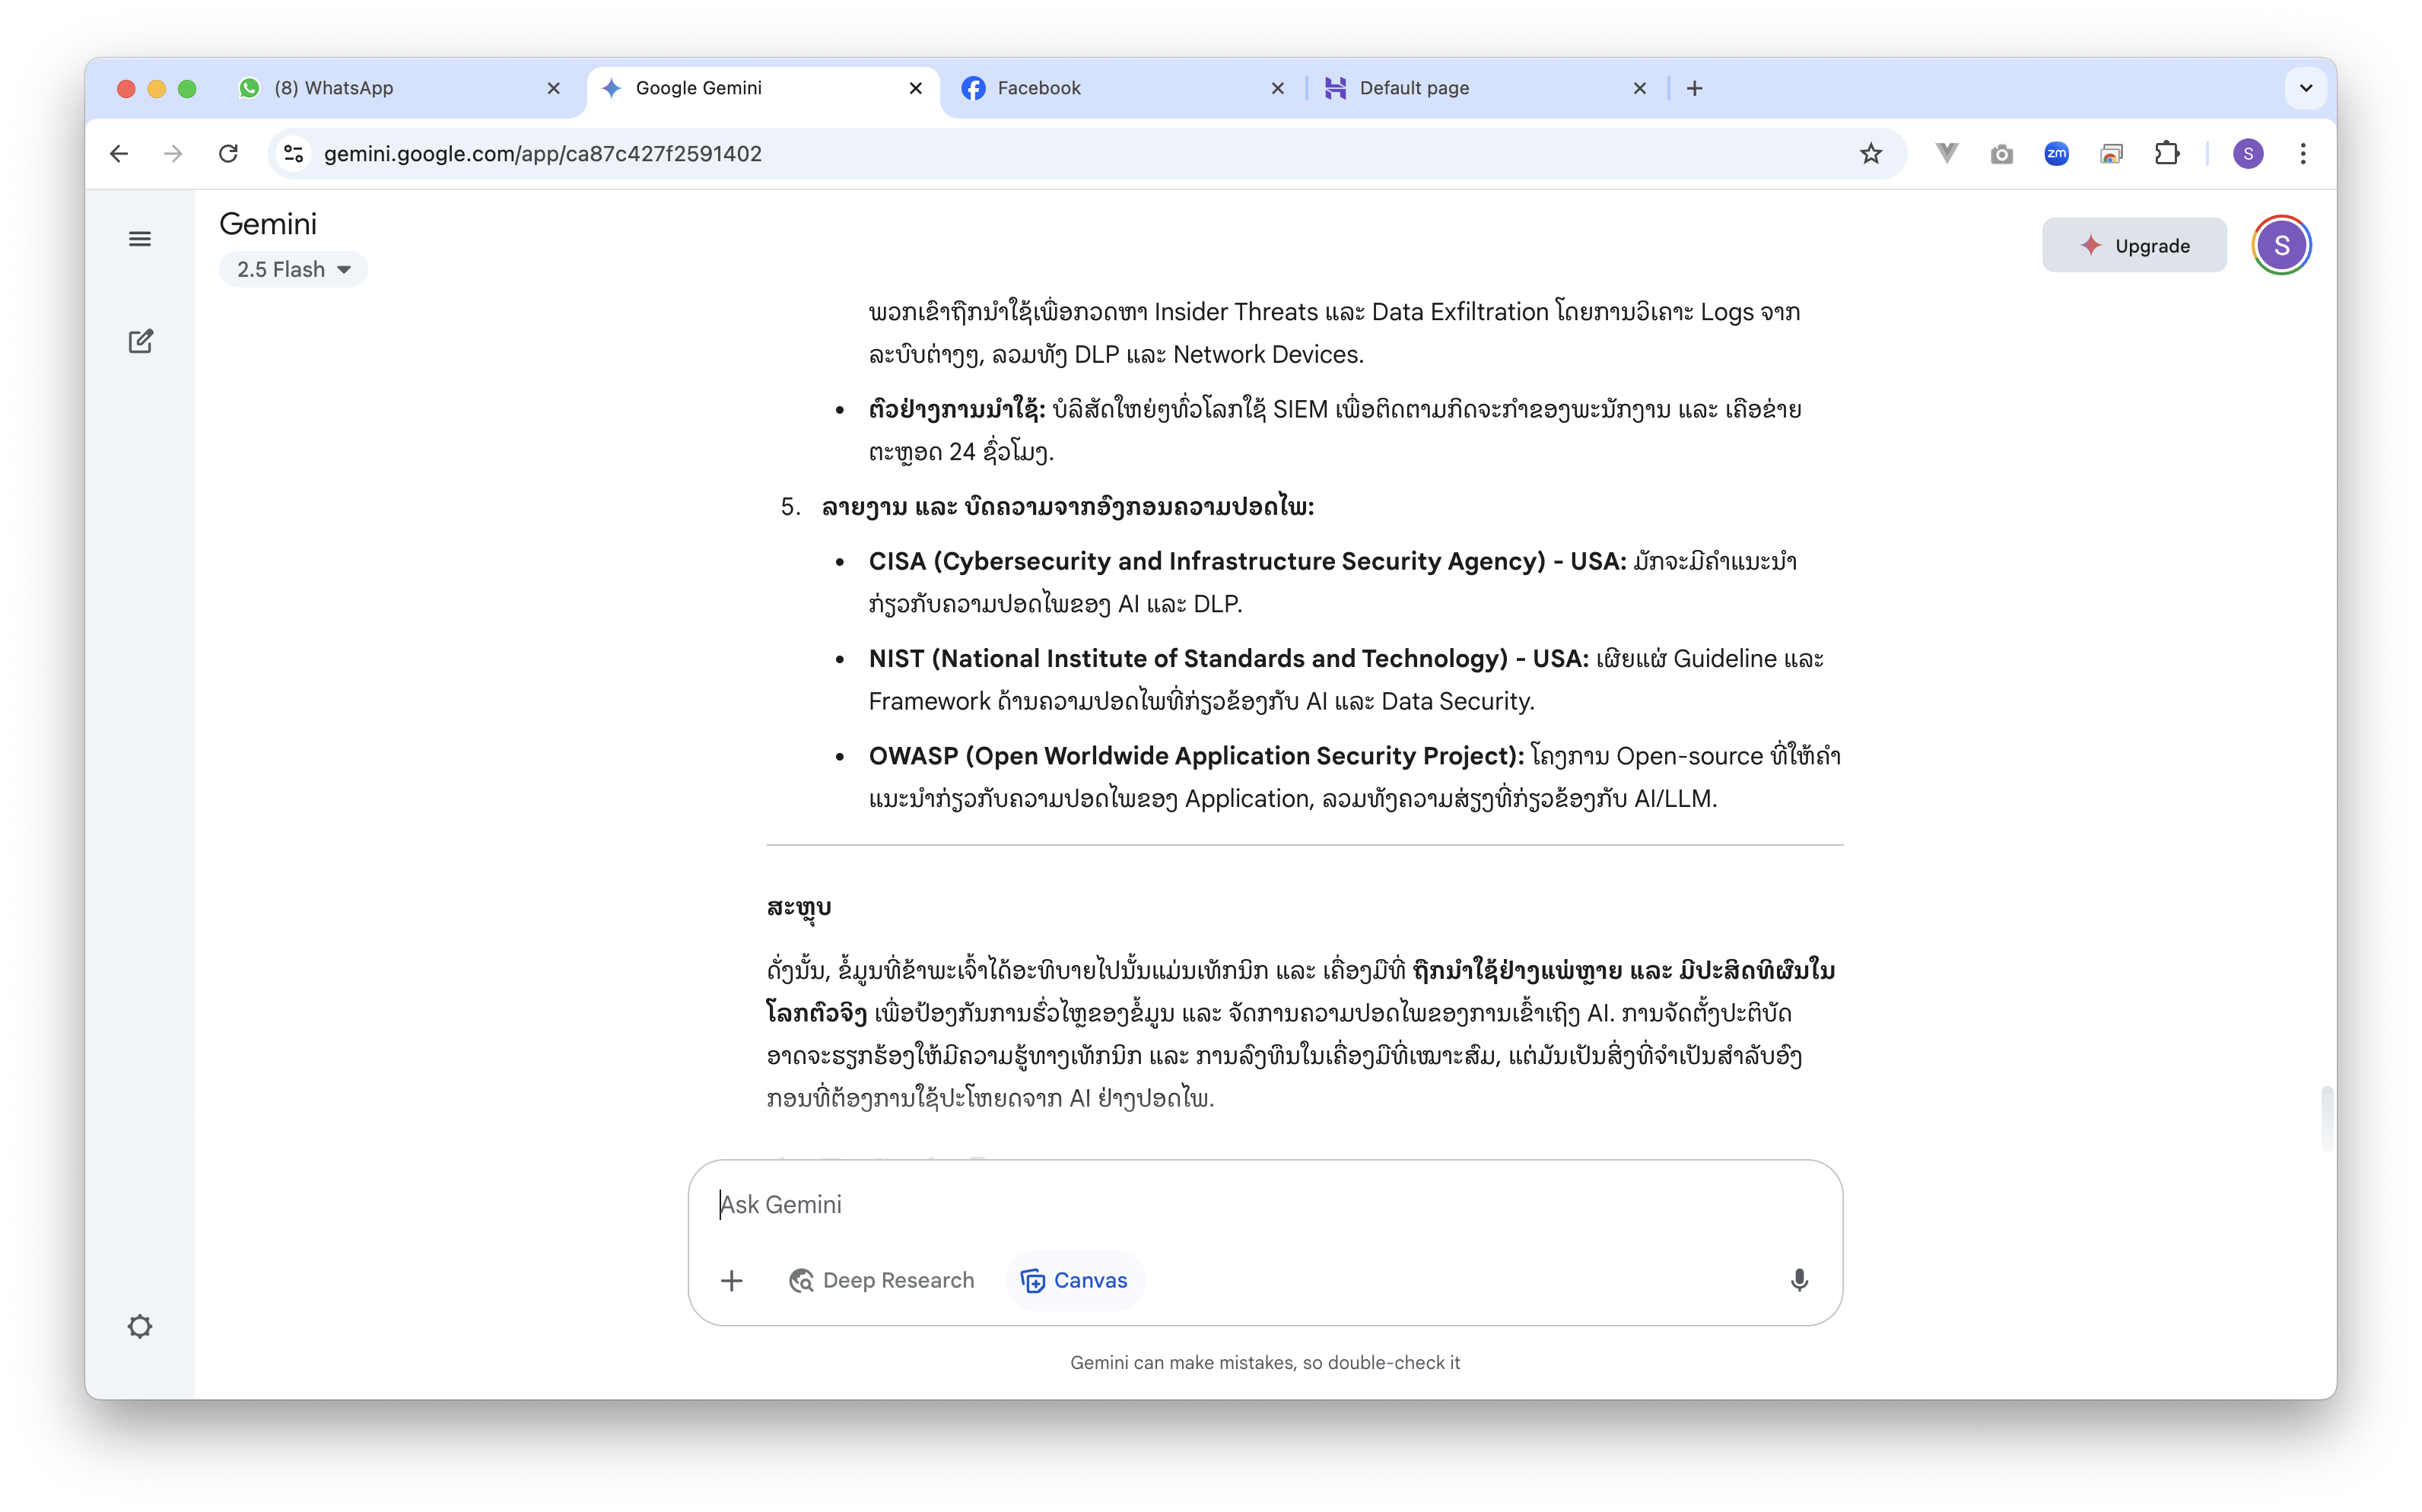 (8) WhatsApp
Google Gemini
Facebook
Default page
gemini.google.com/app/ca87c427f2591402
zm
S
Gemini
2.5 Flash
Upgrade
S
ພວກເຂົາຖືກນຳໃຊ້ເພື່ອກວດຫາ Insider Threats ແລະ Data Exfiltration ໂດຍການວິເຄາະ Logs ຈາກ
ລະບົບຕ່າງໆ, ລວມທັງ DLP ແລະ Network Devices.
• ຕົວຢ່າງການນຳໃຊ້: ບໍລິສັດໃຫຍ່ໆທົ່ວໂລກໃຊ້ SIEM ເພື່ອຕິດຕາມກິດຈະກຳຂອງພະນັກງານ ແລະ ເຄືອຂ່າຍ
ຕະຫຼອດ 24 ຊົ່ວໂມງ.
5. ລາຍງານ ແລະ ບົດຄວາມຈາກອົງກອນຄວາມປອດໄພ:
• CISA (Cybersecurity and Infrastructure Security Agency) - USA: ມັກຈະມີຄຳແນະນຳ
ກ່ຽວກັບຄວາມປອດໄພຂອງ AI ແລະ DLP.
• NIST (National Institute of Standards and Technology) - USA: ເຜີຍແຜ່ Guideline ແລະ
Framework ດ້ານຄວາມປອດໄພທີ່ກ່ຽວຂ້ອງກັບ AI ແລະ Data Security.
• OWASP (Open Worldwide Application Security Project): ໂຄງການ Open-source ທີ່ໃຫ້ຄຳ
ແນະນຳກ່ຽວກັບຄວາມປອດໄພຂອງ Application, ລວມທັງຄວາມສ່ຽງທີ່ກ່ຽວຂ້ອງກັບ AI/LLM.
ສະຫຼຸບ
ດັ່ງນັ້ນ, ຂໍ້ມູນທີ່ຂ້າພະເຈົ້າໄດ້ອະທິບາຍໄປນັ້ນແມ່ນເທັກນິກ ແລະ ເຄື່ອງມືທີ່ ຖືກນຳໃຊ້ຢ່າງແພ່ຫຼາຍ ແລະ ມີປະສິດທິຜົນໃນ
ໂລກຕົວຈິງ ເພື່ອປ້ອງກັນການຮົ່ວໄຫຼຂອງຂໍ້ມູນ ແລະ ຈັດການຄວາມປອດໄພຂອງການເຂົ້າເຖິງ AI. ການຈັດຕັ້ງປະຕິບັດ
ອາດຈະຮຽກຮ້ອງໃຫ້ມີຄວາມຮູ້ທາງເທັກນິກ ແລະ ການລົງທຶນໃນເຄື່ອງມືທີ່ເໝາະສົມ, ແຕ່ມັນເປັນສິ່ງທີ່ຈຳເປັນສຳລັບອົງ
ກອນທີ່ຕ້ອງການໃຊ້ປະໂຫຍດຈາກ AI ຢ່າງປອດໄພ.
Ask Gemini
Deep Research
Canvas
Gemini can make mistakes, so double-check it